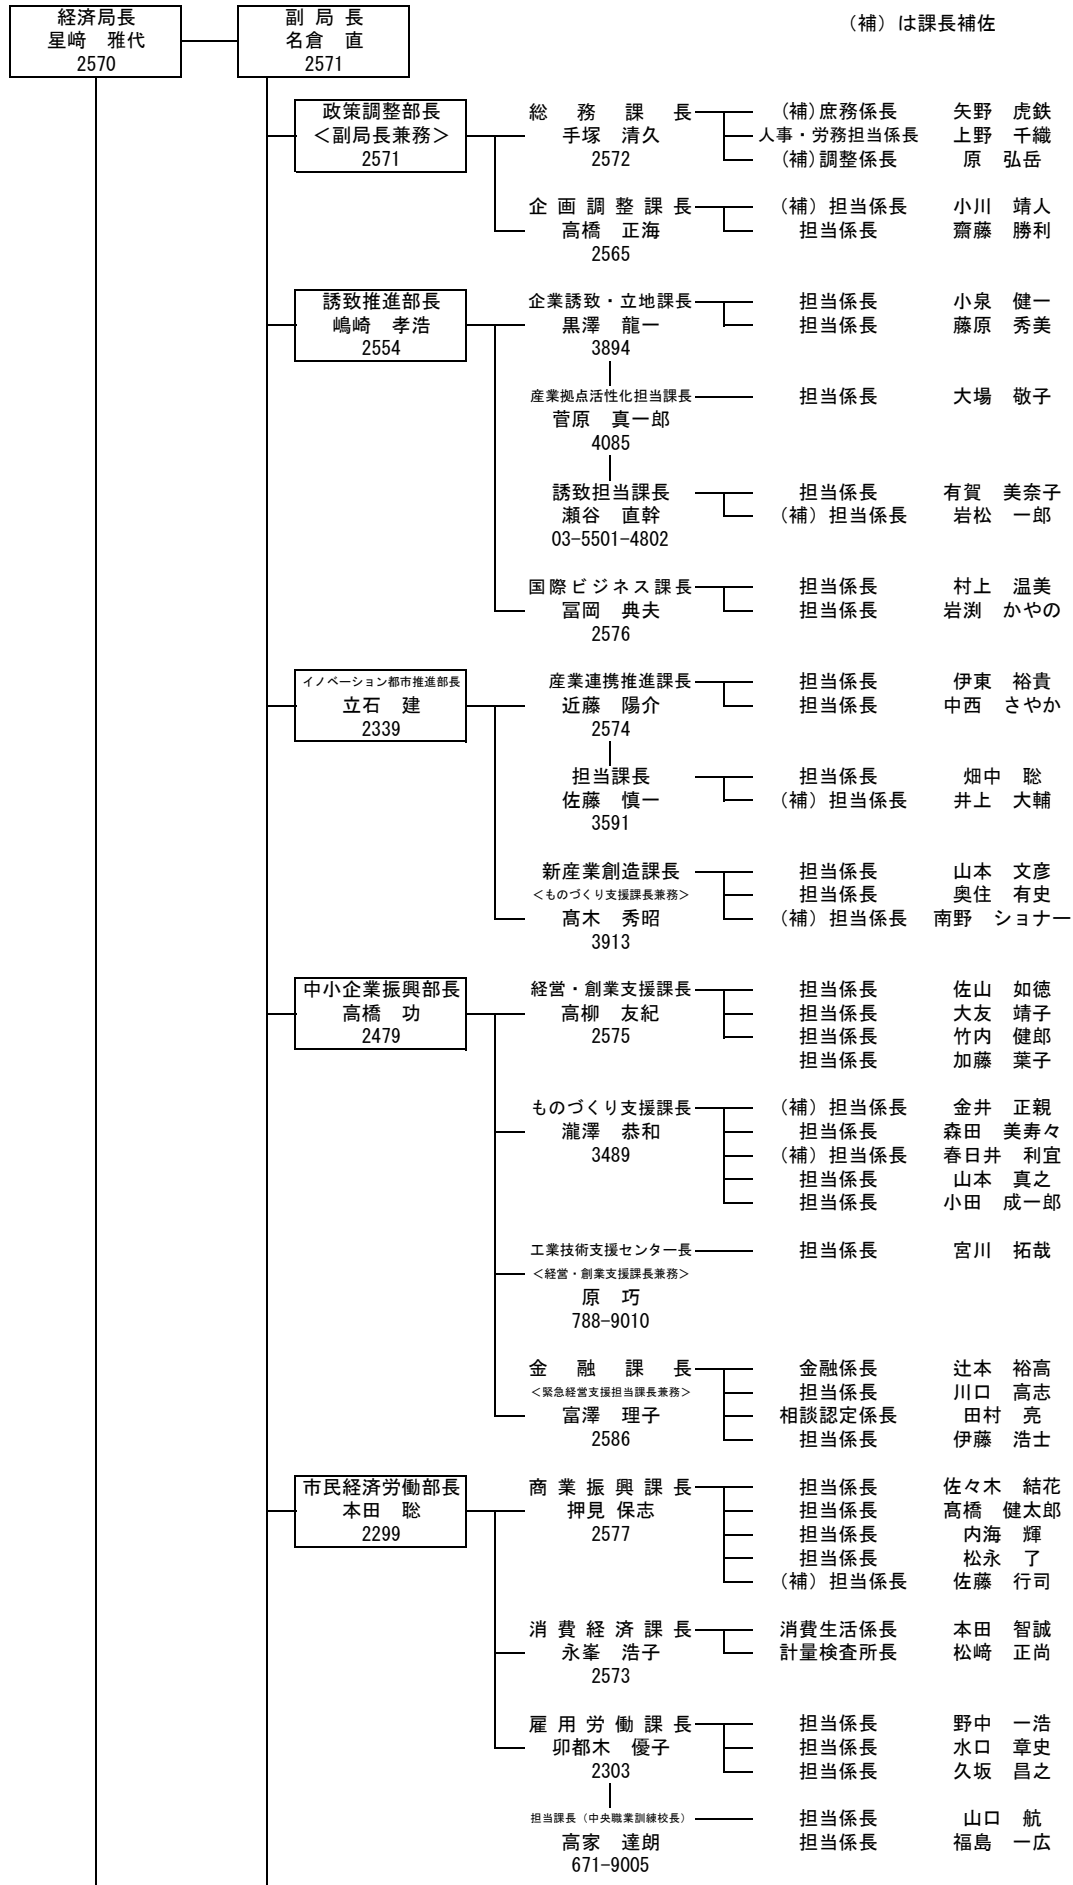 経済局長
星﨑　雅代
2570
副 局 長
名倉　直
2571
（補）は課長補佐
政策調整部長
＜副局長兼務＞
2571
総　務　課　長
手塚　清久
2572
（補）庶務係長　矢野　虎鉄
人事・労務担当係長　上野　千織
（補）調整係長　原　弘岳
企 画 調 整 課 長
高橋　正海
2565
（補）担当係長　小川　靖人
担当係長　齋藤　勝利
誘致推進部長
嶋崎　孝浩
2554
企業誘致・立地課長
黒澤　龍一
3894
担当係長　小泉　健一
担当係長　藤原　秀美
産業拠点活性化担当課長
菅原　真一郎
4085
担当係長　大場　敬子
誘致担当課長
瀬谷　直幹
03-5501-4802
担当係長　有賀　美奈子
（補）担当係長　岩松　一郎
国際ビジネス課長
冨岡　典夫
2576
担当係長　村上　温美
担当係長　岩渕　かやの
イノベーション都市推進部長
立石　建
2339
産業連携推進課長
近藤　陽介
2574
担当係長　伊東　裕貴
担当係長　中西　さやか
担当課長
佐藤　慎一
3591
担当係長　畑中　聡
（補）担当係長　井上　大輔
新産業創造課長
＜ものづくり支援課長兼務＞
髙木　秀昭
3913
担当係長　山本　文彦
担当係長　奥住　有史
（補）担当係長　南野　ショナー
中小企業振興部長
高橋　功
2479
経営・創業支援課長
高柳　友紀
2575
担当係長　佐山　如徳
担当係長　大友　靖子
担当係長　竹内　健郎
担当係長　加藤　葉子
ものづくり支援課長
瀧澤　恭和
3489
（補）担当係長　金井　正親
担当係長　森田　美寿々
（補）担当係長　春日井　利宜
担当係長　山本　真之
担当係長　小田　成一郎
工業技術支援センター長
＜経営・創業支援課長兼務＞
原　巧
788-9010
担当係長　宮川　拓哉
金　融　課　長
＜緊急経営支援担当課長兼務＞
富澤　理子
2586
金融係長　辻本　裕高
担当係長　川口　高志
相談認定係長　田村　亮
担当係長　伊藤　浩士
市民経済労働部長
本田　聡
2299
商 業 振 興 課 長
押見 保志
2577
担当係長　佐々木　結花
担当係長　髙橋　健太郎
担当係長　内海　輝
担当係長　松永　了
（補）担当係長　佐藤　行司
消 費 経 済 課 長
永峯　浩子
2573
消費生活係長　本田　智誠
計量検査所長　松﨑　正尚
雇 用 労 働 課 長
卯都木　優子
2303
担当係長　野中　一浩
担当係長　水口　章史
担当係長　久坂　昌之
担当課長（中央職業訓練校長）
高家　達朗
671-9005
担当係長　山口　航
担当係長　福島　一広